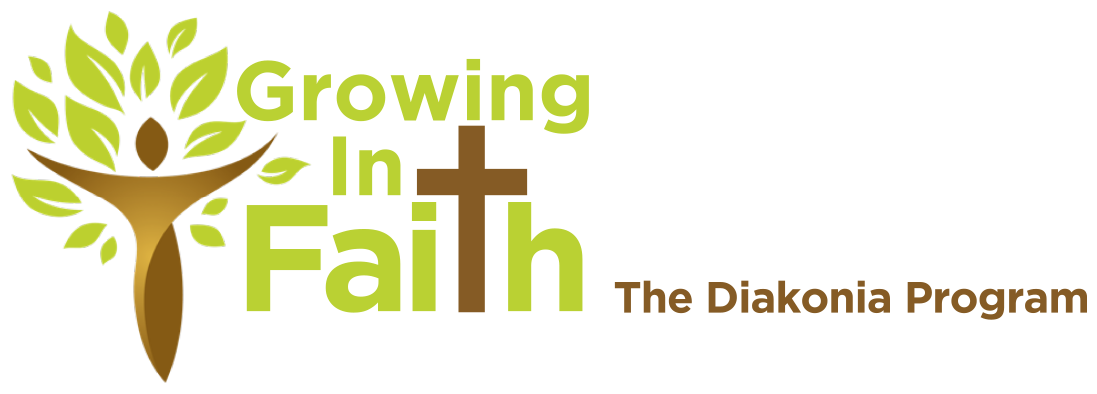 Growing
In
Faith
The Diakonia Program